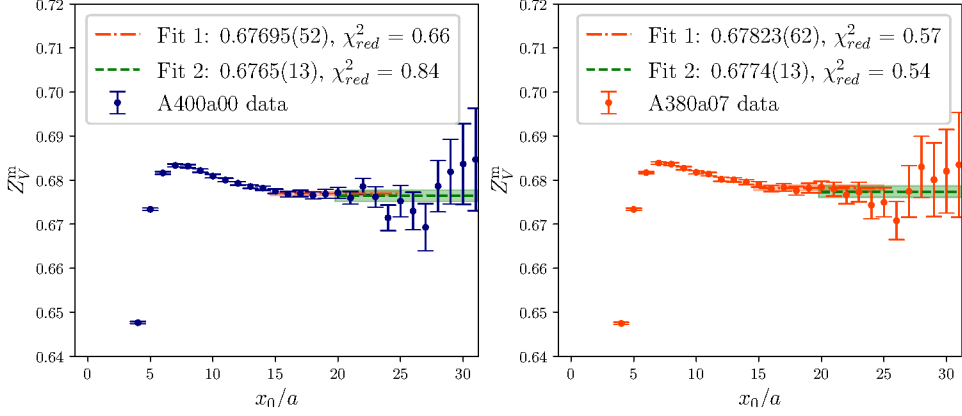 0.72
0.71
0.70
0.69
0.68
0.67
0.66
0.65
0.64
Z_V^m
Fit 1: 0.67695(52), χ²_red = 0.66
Fit 2: 0.6765(13), χ²_red = 0.84
A400a00 data
0 5 10 15 20 25 30
x₀/a
0.72
0.71
0.70
0.69
0.68
0.67
0.66
0.65
0.64
Z_V^m
Fit 1: 0.67823(62), χ²_red = 0.57
Fit 2: 0.6774(13), χ²_red = 0.54
A380a07 data
0 5 10 15 20 25 30
x₀/a